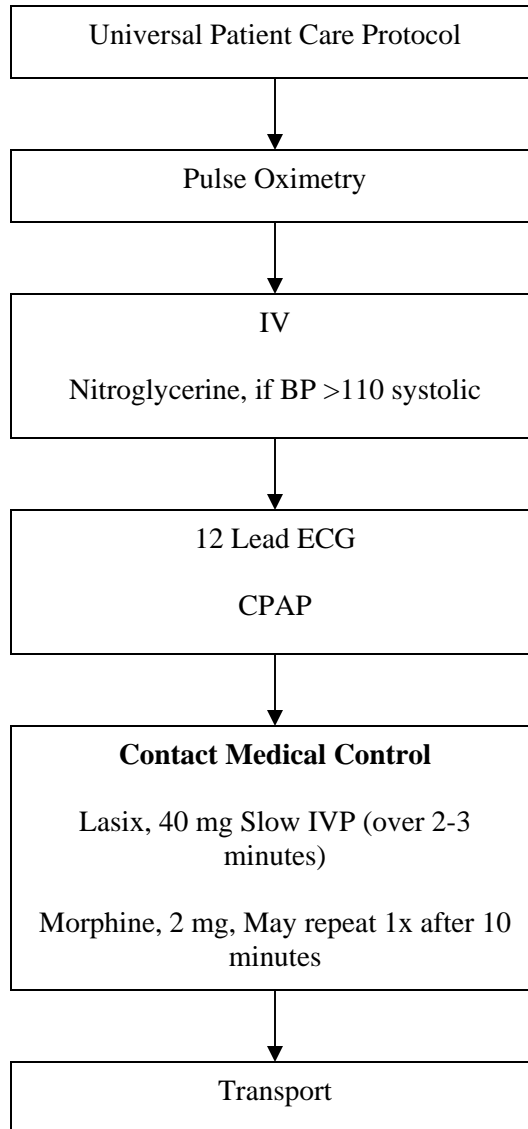 Universal Patient Care Protocol
Pulse Oximetry
IV
Nitroglycerine, if BP >110 systolic
12 Lead ECG
CPAP
Contact Medical Control
Lasix, 40 mg Slow IVP (over 2-3
minutes)
Morphine, 2 mg, May repeat 1x after 10
minutes
Transport